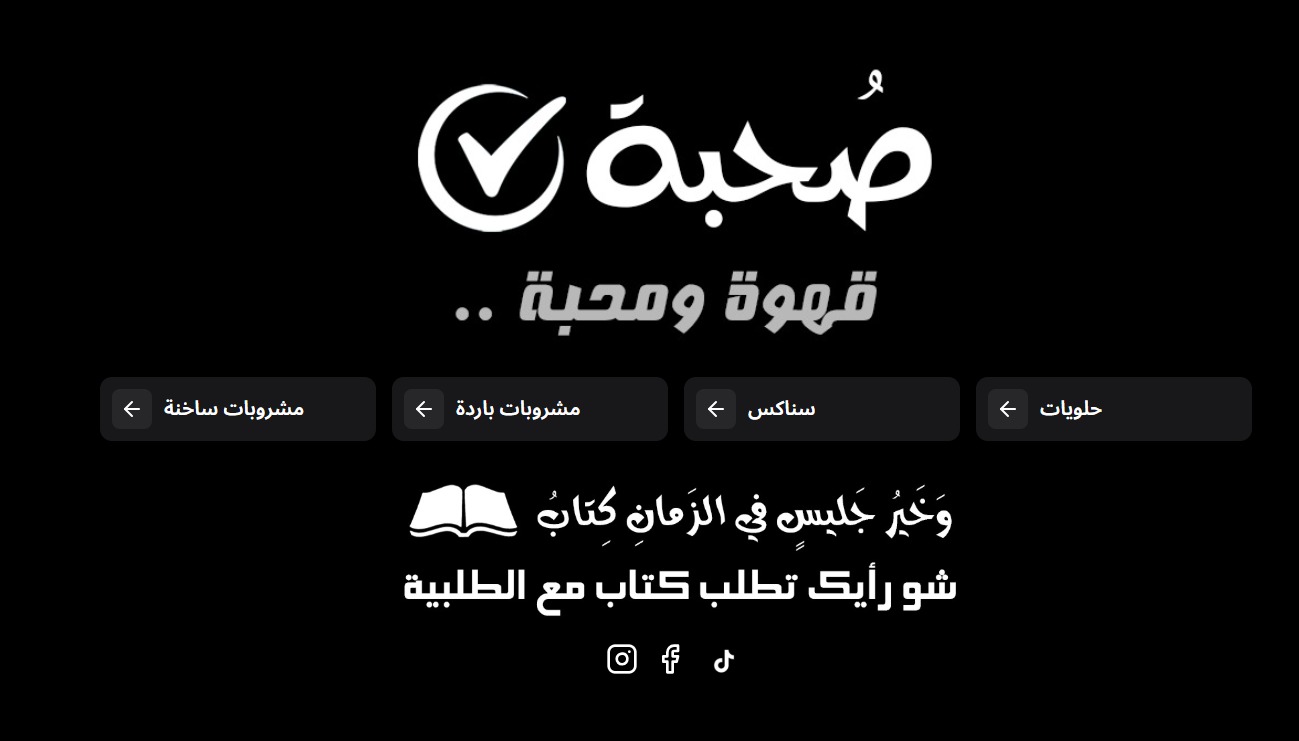 صُحبة
قهوة ومحبة ..
حلويات
سناكس
مشروبات باردة
مشروبات ساخنة
وَخَيرُ جَليسٍ في الزَمانِ كِتابُ
شو رأيك تطلب كتاب مع الطلبية